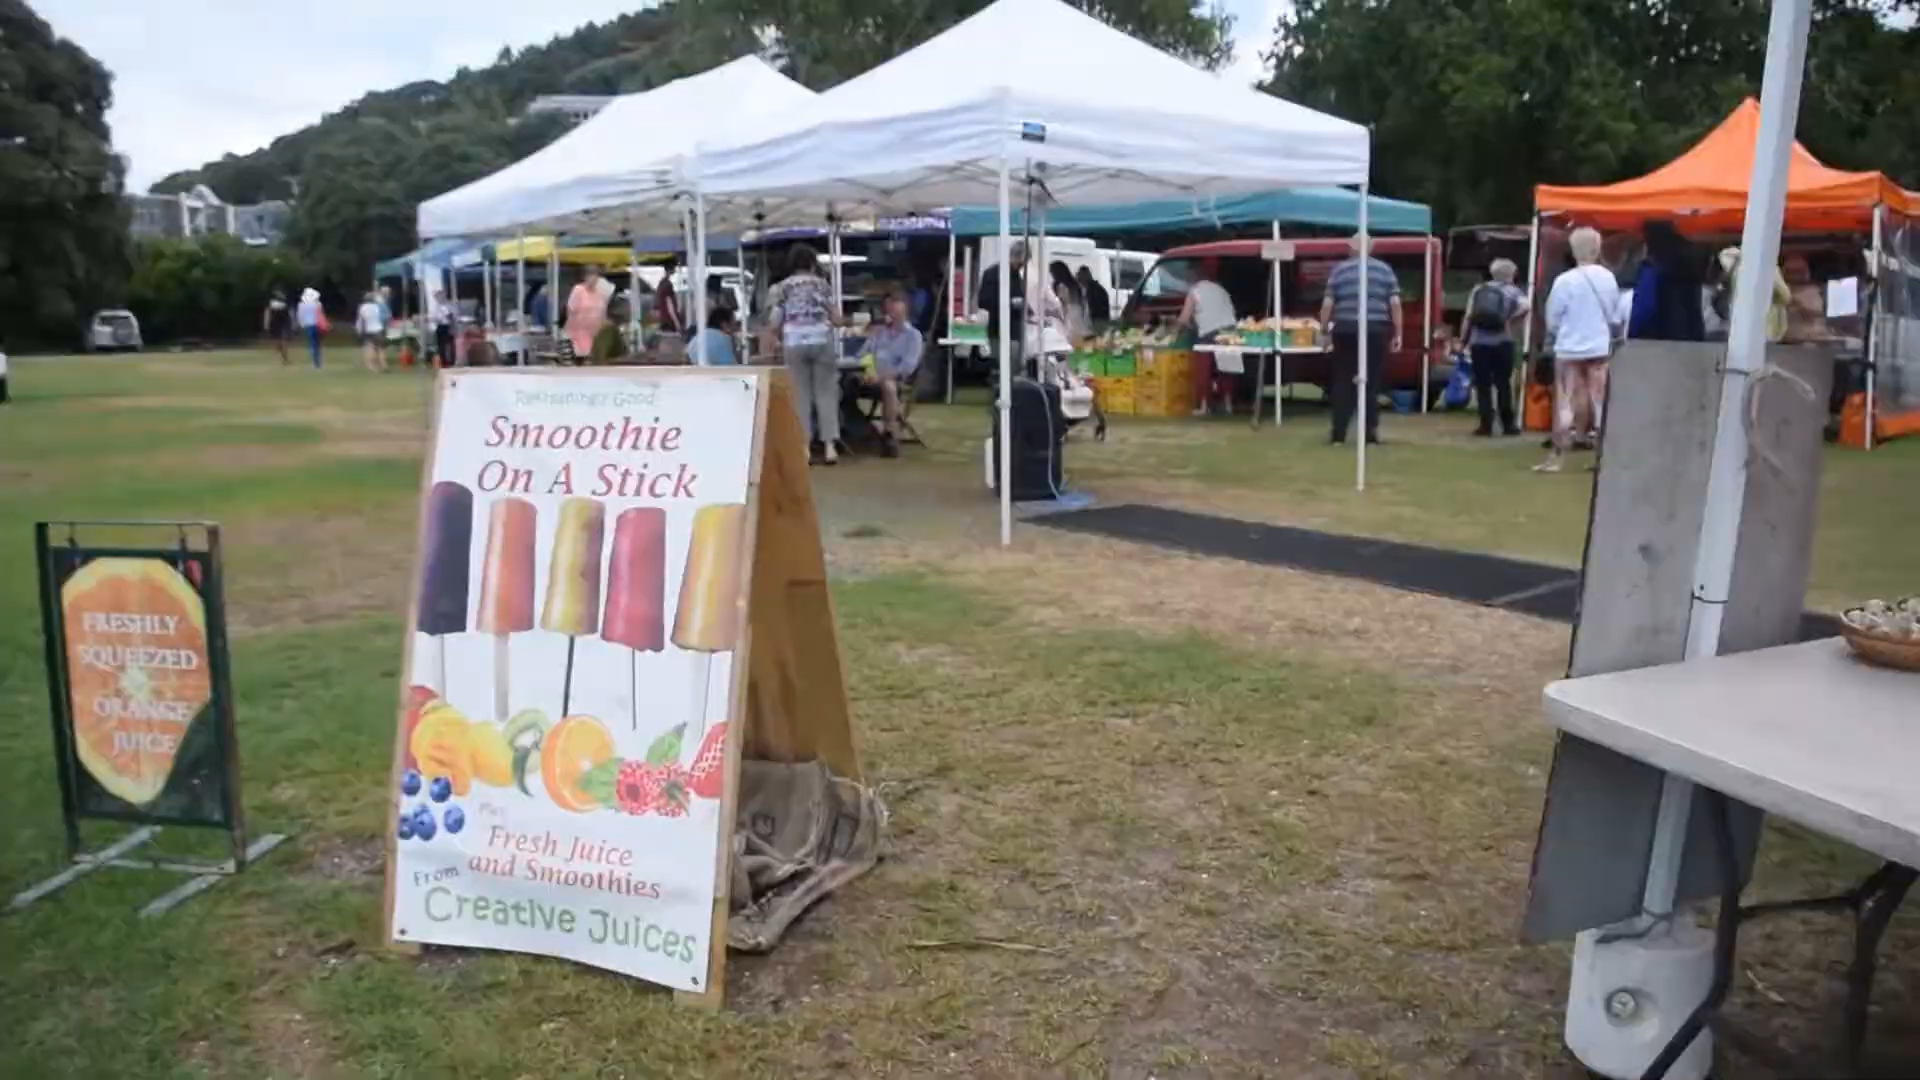 Refreshingly Good
Smoothie
On A Stick
Plus
Fresh Juice
and Smoothies
From
Creative Juices
FRESHLY
SQUEEZED
ORANGE
JUICE